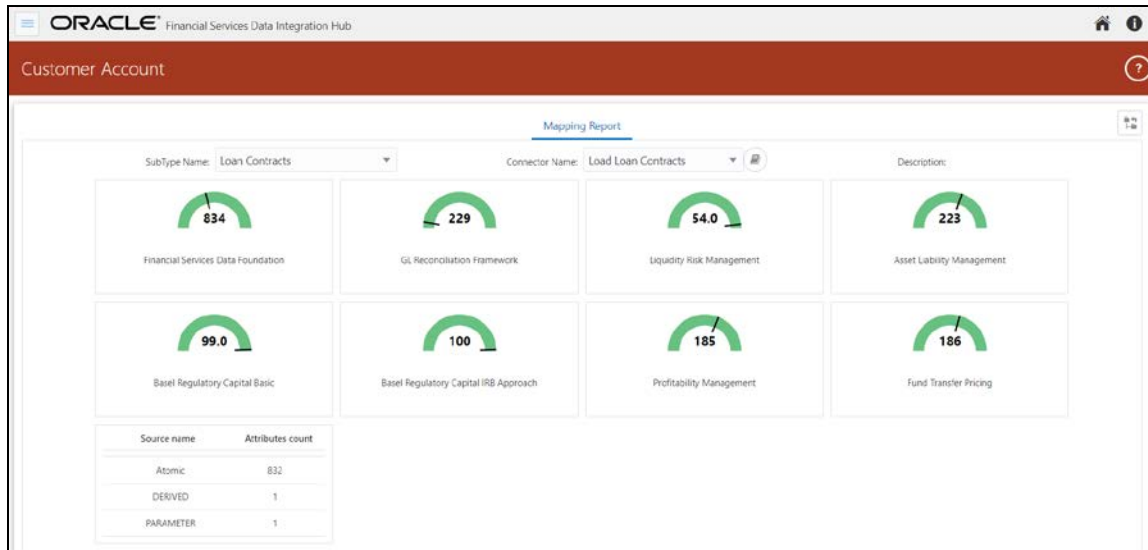 ORACLE® Financial Services Data Integration Hub
Customer Account
Mapping Report
SubType Name: Loan Contracts Connector Name: Load Loan Contracts Description:
834 229 54.0 223
Financial Services Data Foundation GL Reconciliation Framework Liquidity Risk Management Asset Liability Management
99.0 100 185 186
Basel Regulatory Capital Basic Basel Regulatory Capital IRB Approach Profitability Management Fund Transfer Pricing
Source name Attributes count
Atomic 832
DERIVED 1
PARAMETER 1